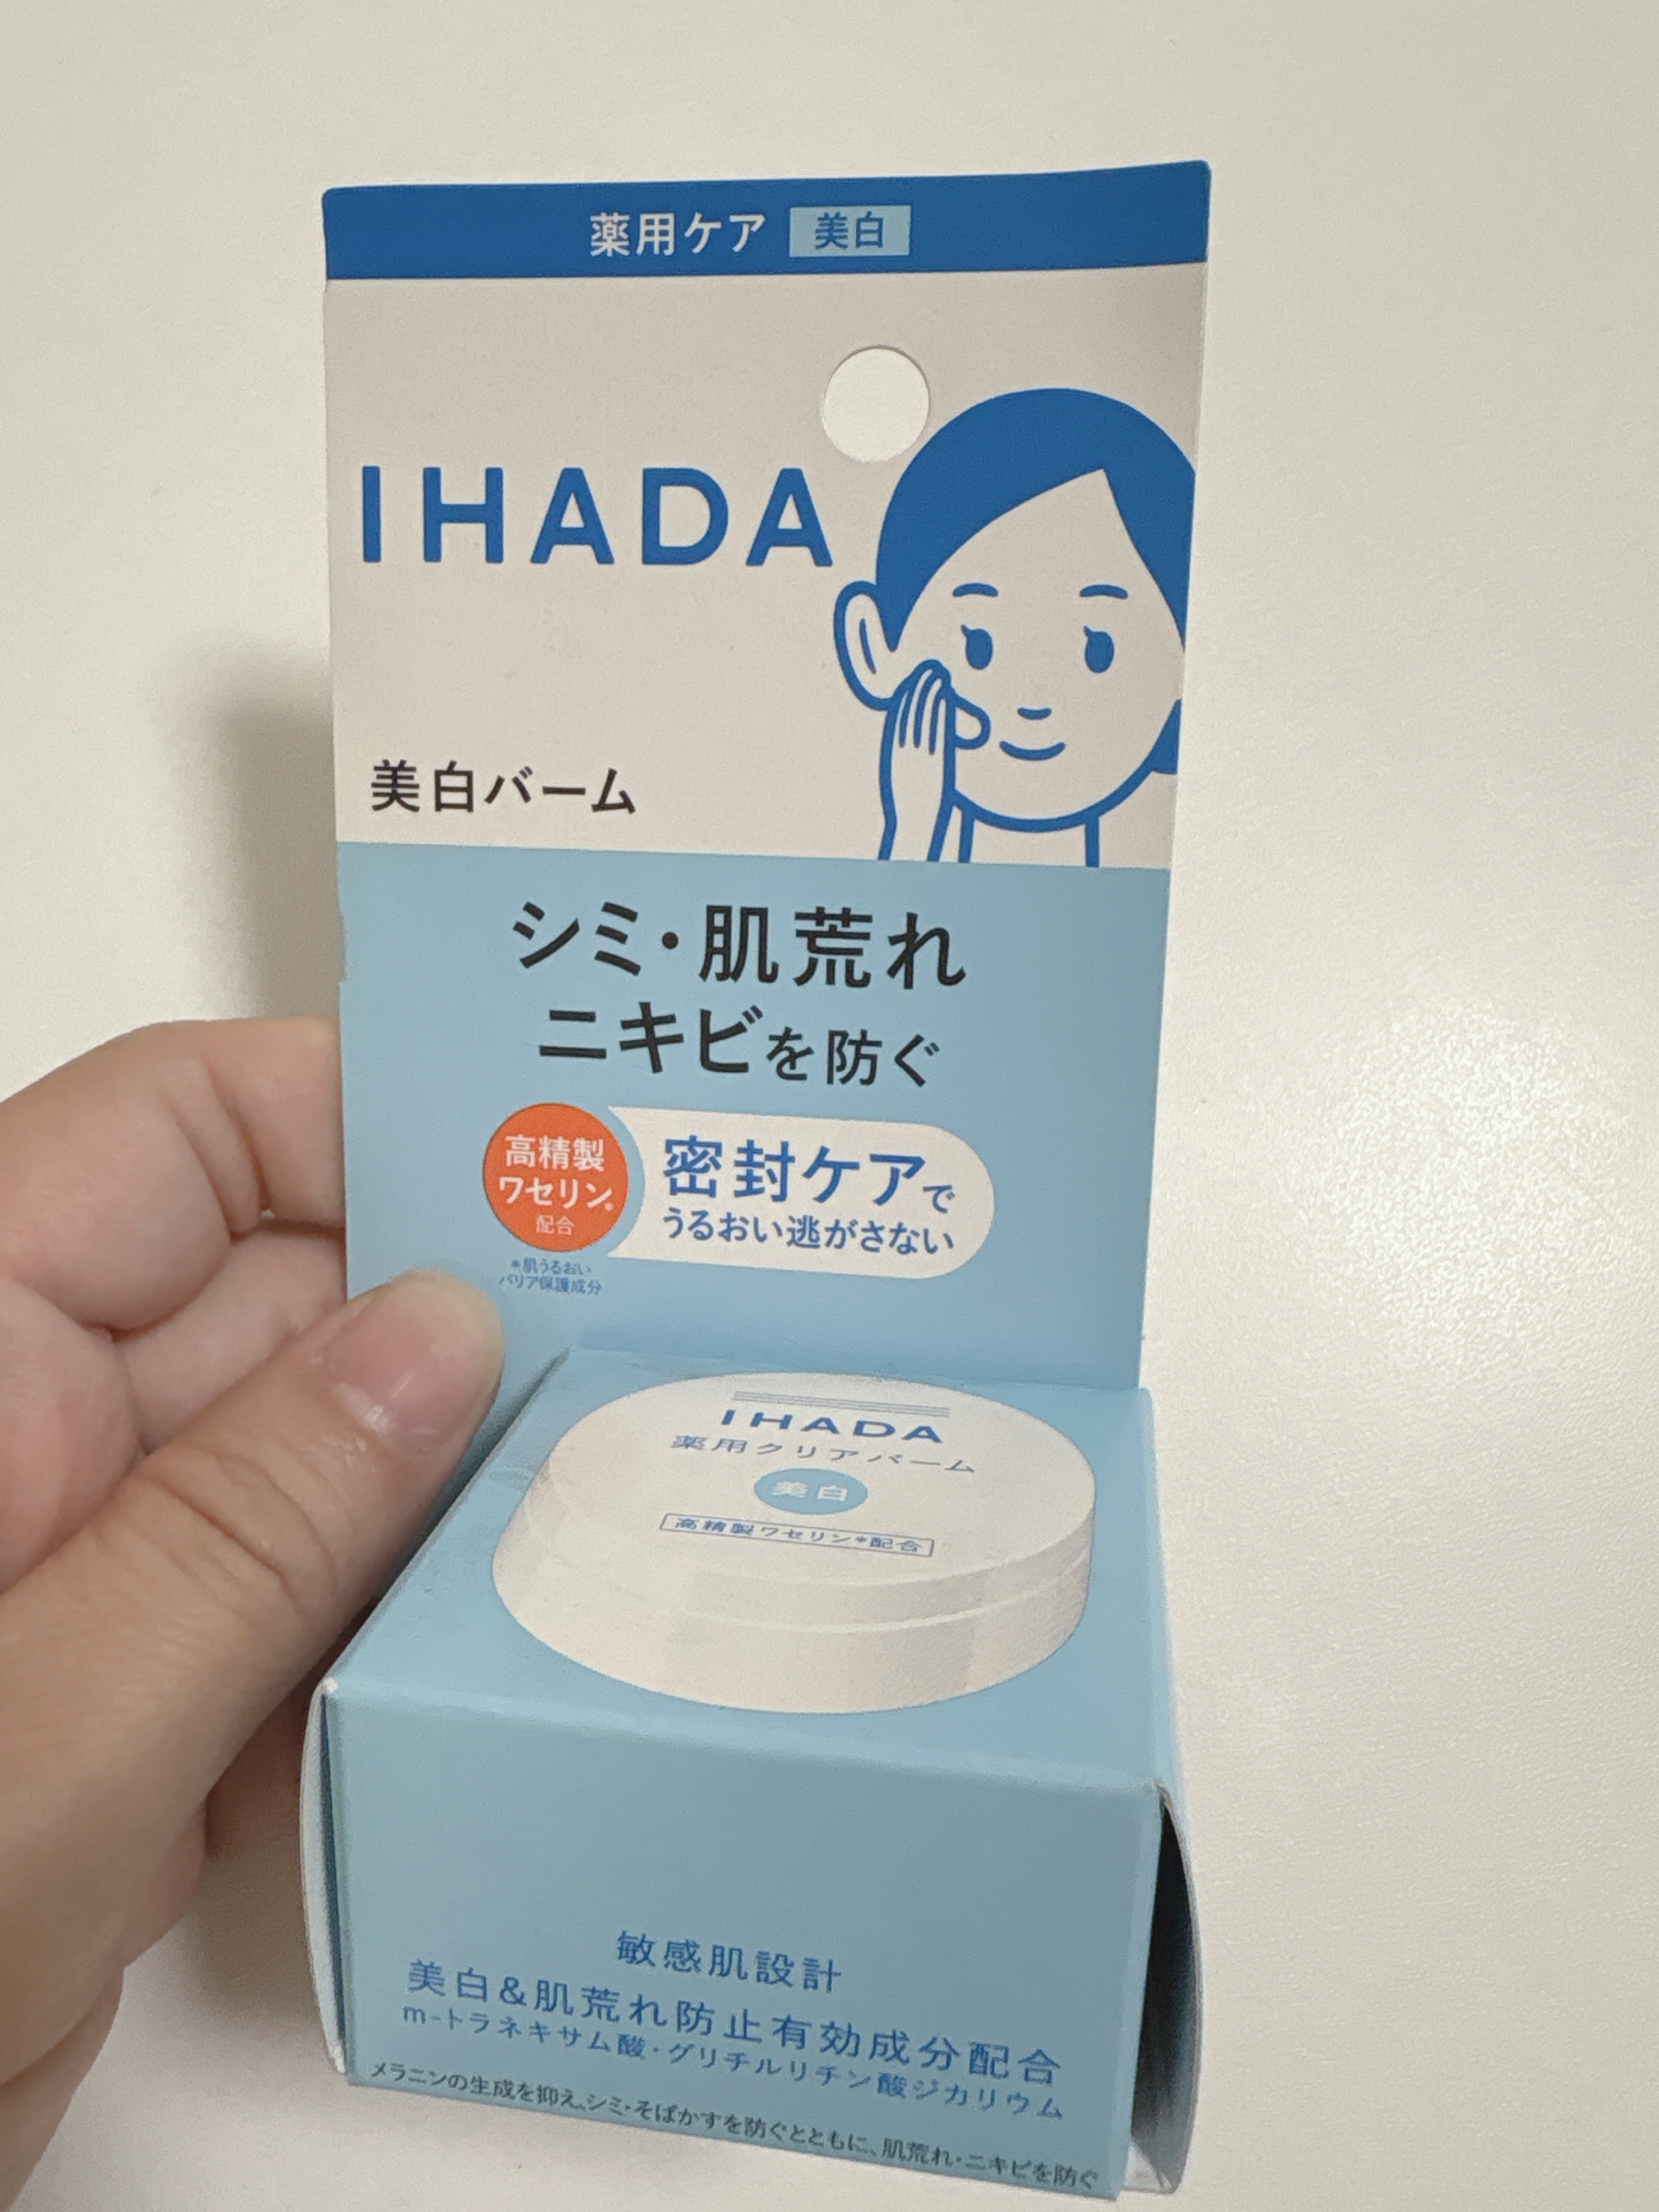 薬用ケア 美白
IHADA
美白バーム
シミ・肌荒れ
ニキビを防ぐ
高精製
ワセリン*
配合
密封ケアで
うるおい逃がさない
*肌うるおい
バリア保護成分
IHADA
薬用クリアバーム
美白
高精製ワセリン*配合
敏感肌設計
美白&肌荒れ防止有効成分配合
m-トラネキサム酸・グリチルリチン酸ジカリウム
メラニンの生成を抑え、シミ・そばかすを防ぐとともに、肌荒れ・ニキビを防ぐ